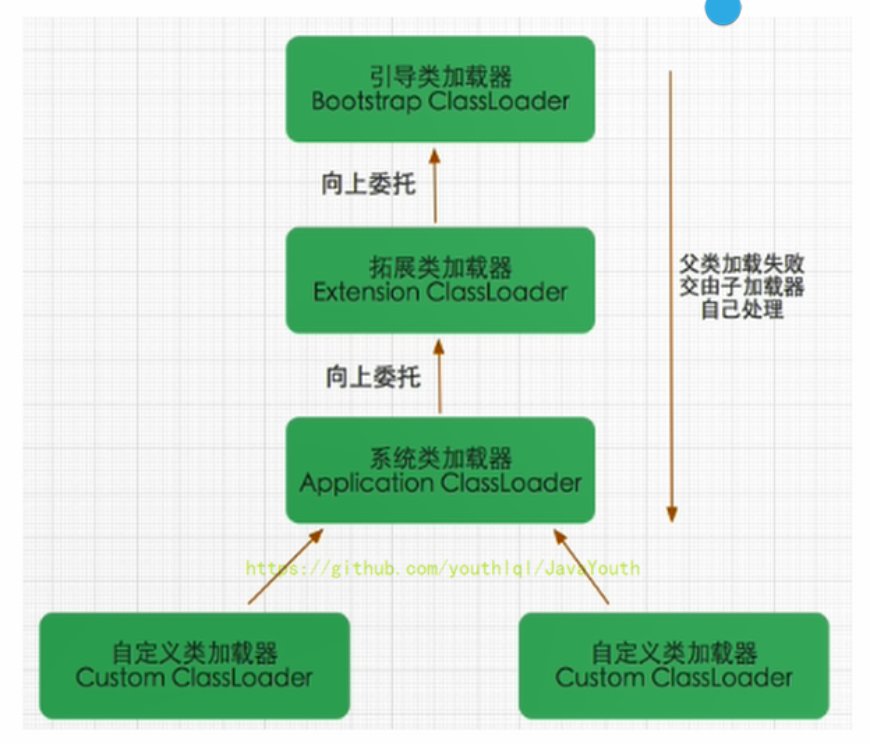 引导类加载器
Bootstrap ClassLoader
向上委托
拓展类加载器
Extension ClassLoader
父类加载失败
交由子加载器
自己处理
向上委托
系统类加载器
Application ClassLoader
https://github.com/youthlql/JavaYouth
自定义类加载器
Custom ClassLoader
自定义类加载器
Custom ClassLoader